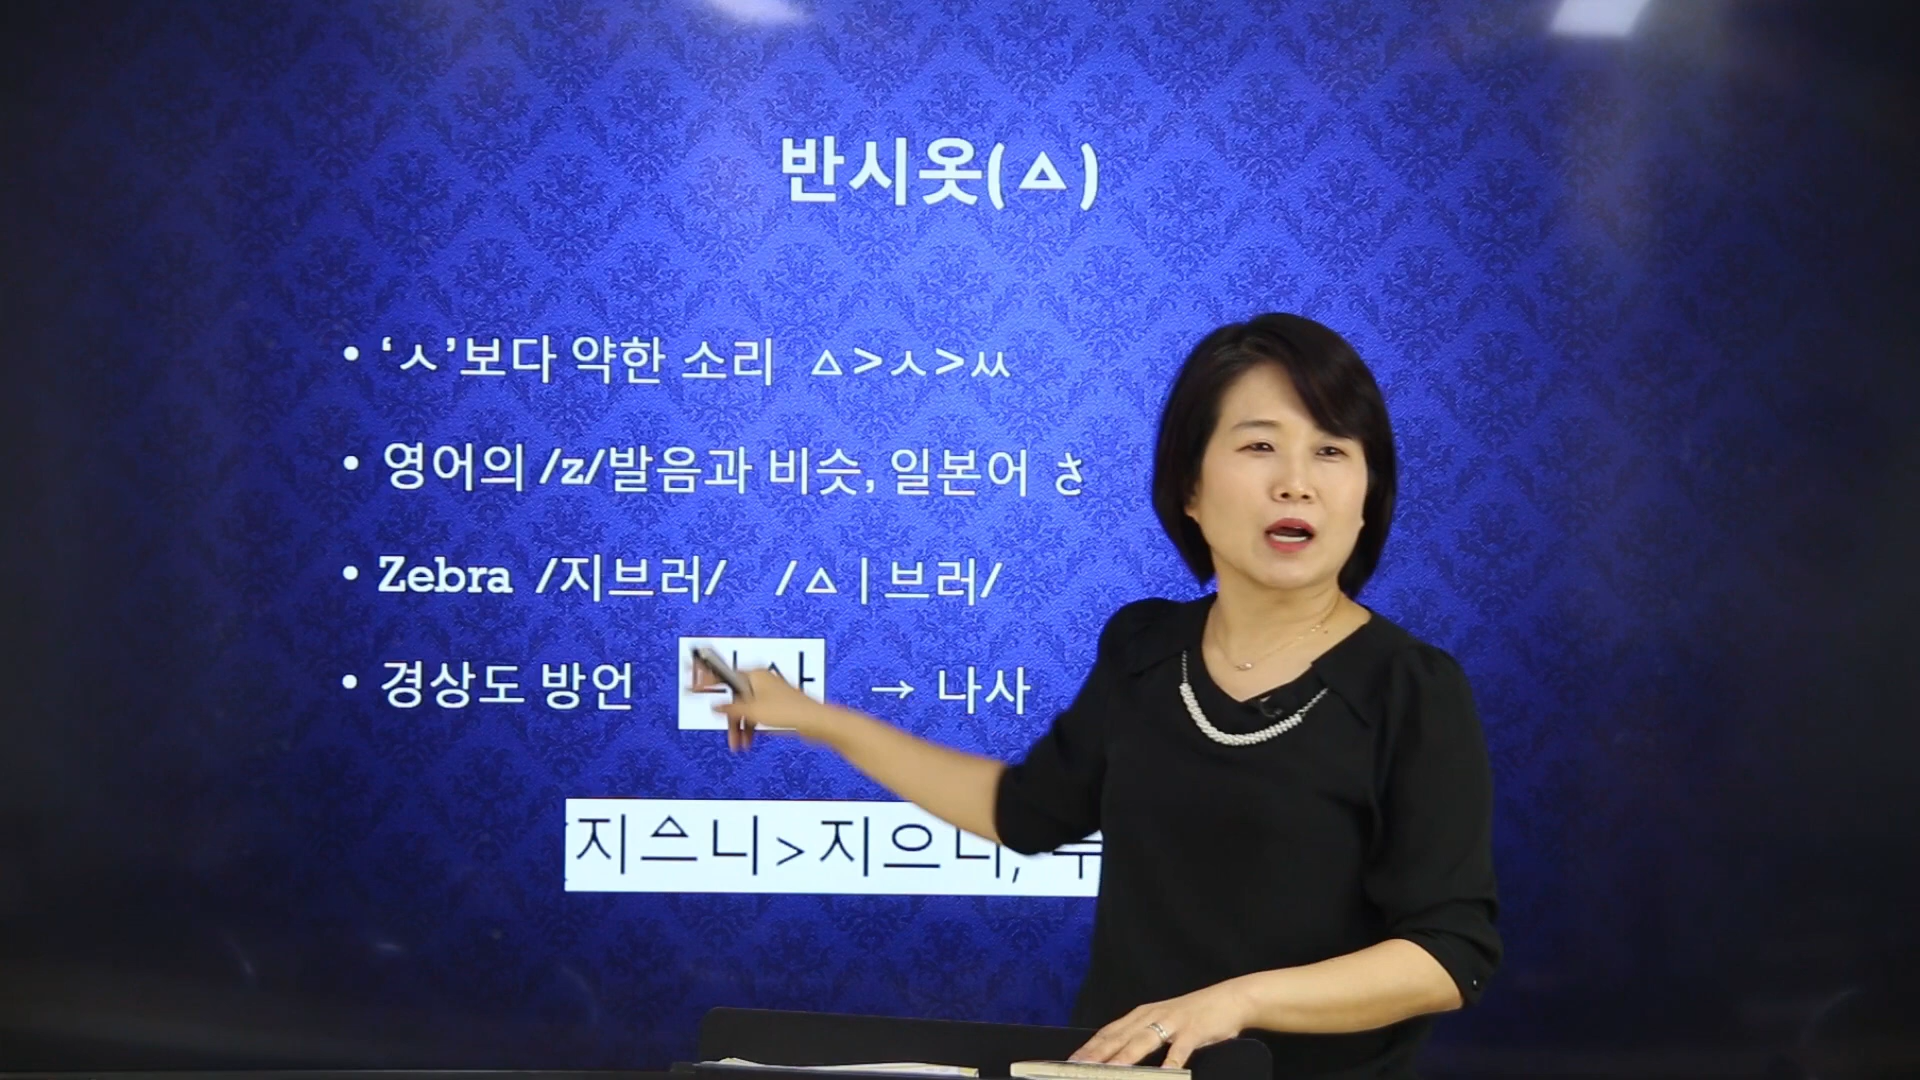 반시옷(ㅿ)
• ‘ㅅ’보다 약한 소리 ㅿ>ㅅ>ㅆ
• 영어의 /z/발음과 비슷, 일본어 さ
• Zebra /지브러/ /ㅿㅣ브러/
• 경상도 방언 → 나사
지ᅀᅳ니>지으니,